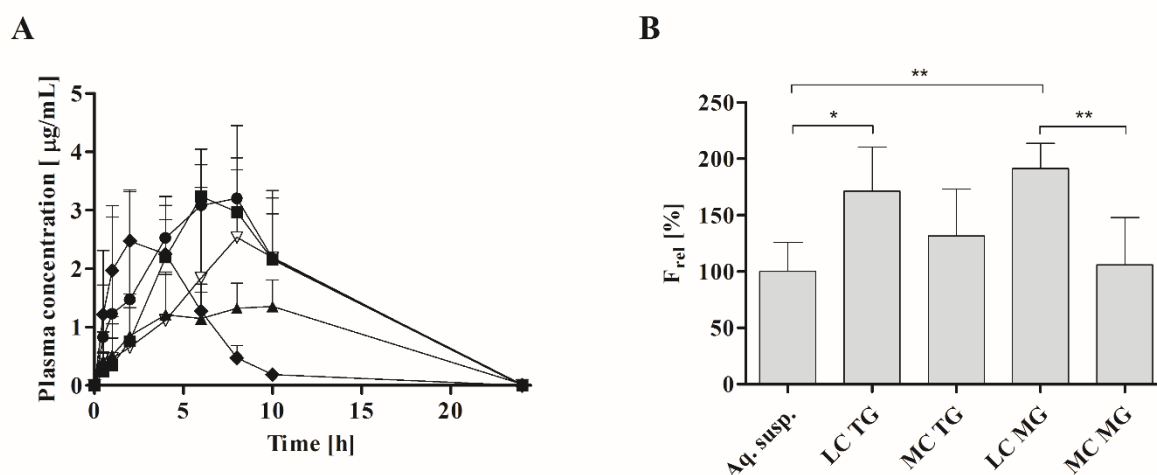 A
Plasma concentration [ µg/mL]
5
4
3
2
1
0
0 5 10 15 20
Time [h]
B
F_rel [%]
250
200
150
100
50
0
**
* **
Aq. susp. LC TG MC TG LC MG MC MG